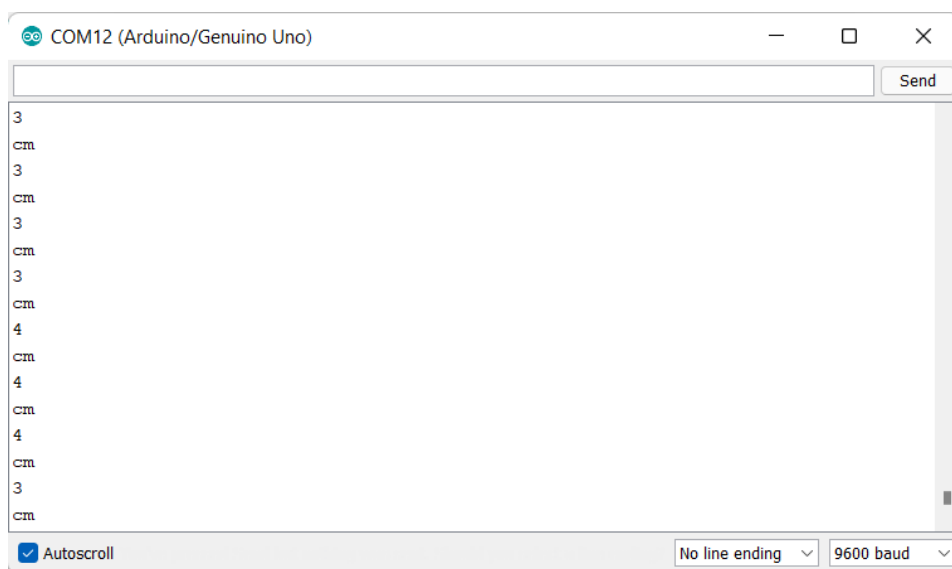 COM12 (Arduino/Genuino Uno)
Send
3
cm
3
cm
3
cm
3
cm
4
cm
4
cm
4
cm
3
cm
Autoscroll
No line ending
9600 baud